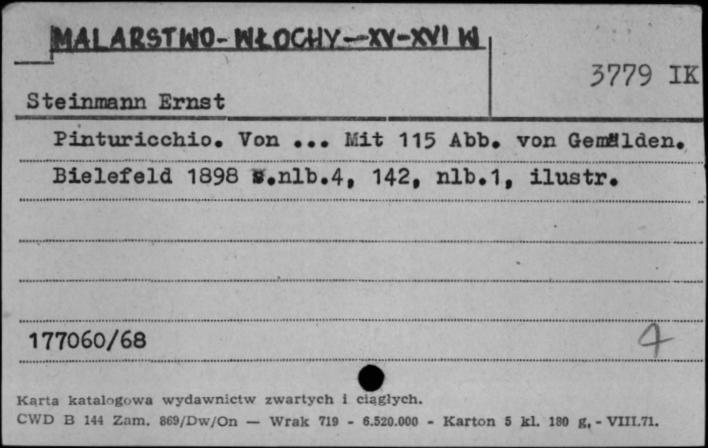 MALARSTWO-WŁOCHY-XV-XVI W
3779 IK
Steinmann Ernst
Pinturicchio. Von ... Mit 115 Abb. von Gemälden.
Bielefeld 1898 s.nlb.4, 142, nlb.1, ilustr.
177060/68
4
Karta katalogowa wydawnictw zwartych i ciągłych.
CWD B 144 Zam. 869/Dw/On — Wrak 719 - 6.520.000 - Karton 5 kl. 180 g. - VIII.71.